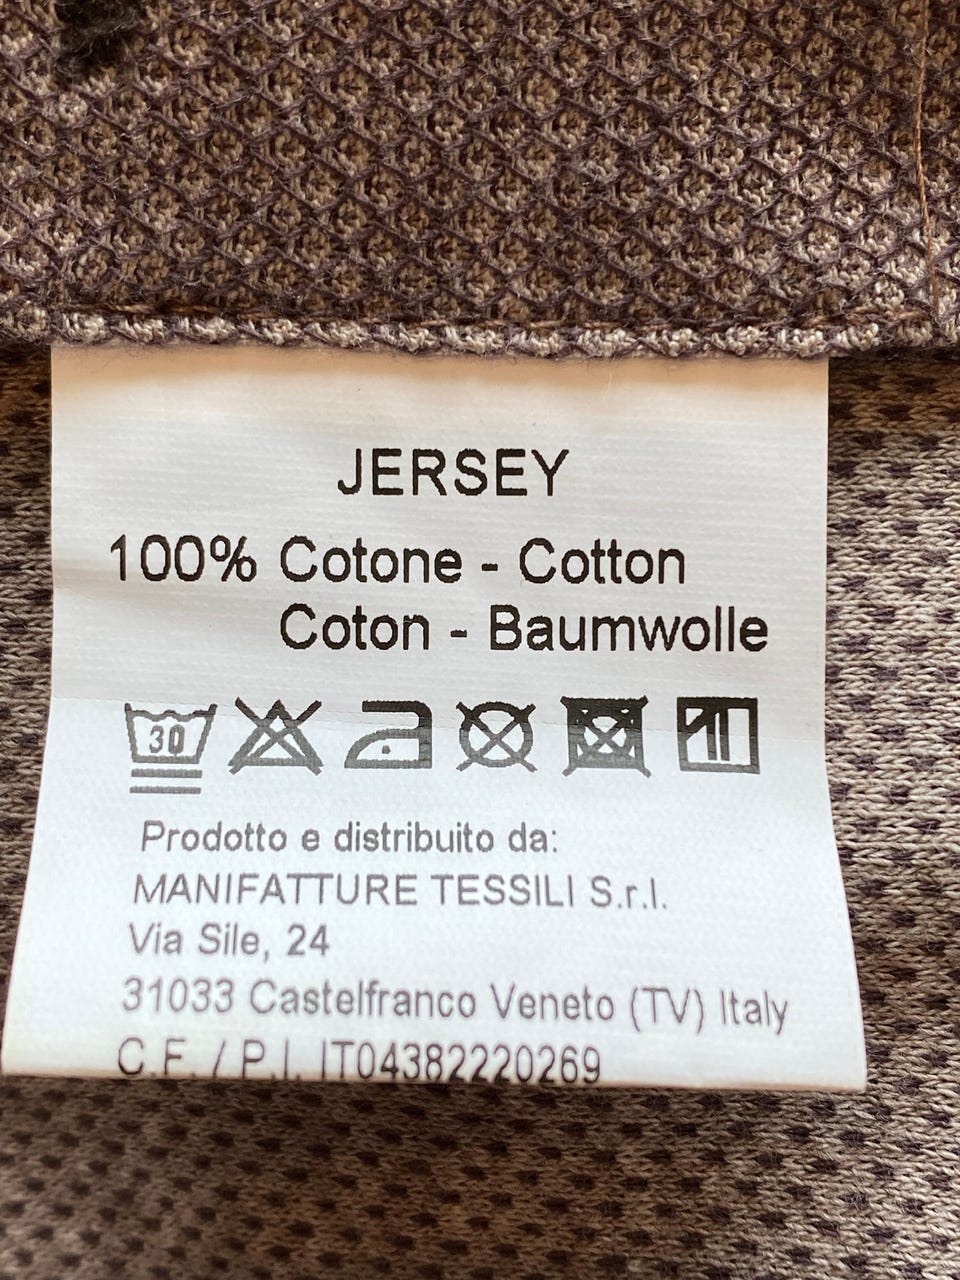 JERSEY
100% Cotone - Cotton
Coton - Baumwolle
30
Prodotto e distribuito da:
MANIFATTURE TESSILI S.r.l.
Via Sile, 24
31033 Castelfranco Veneto (TV) Italy
C.F. / P.I. IT04382220269